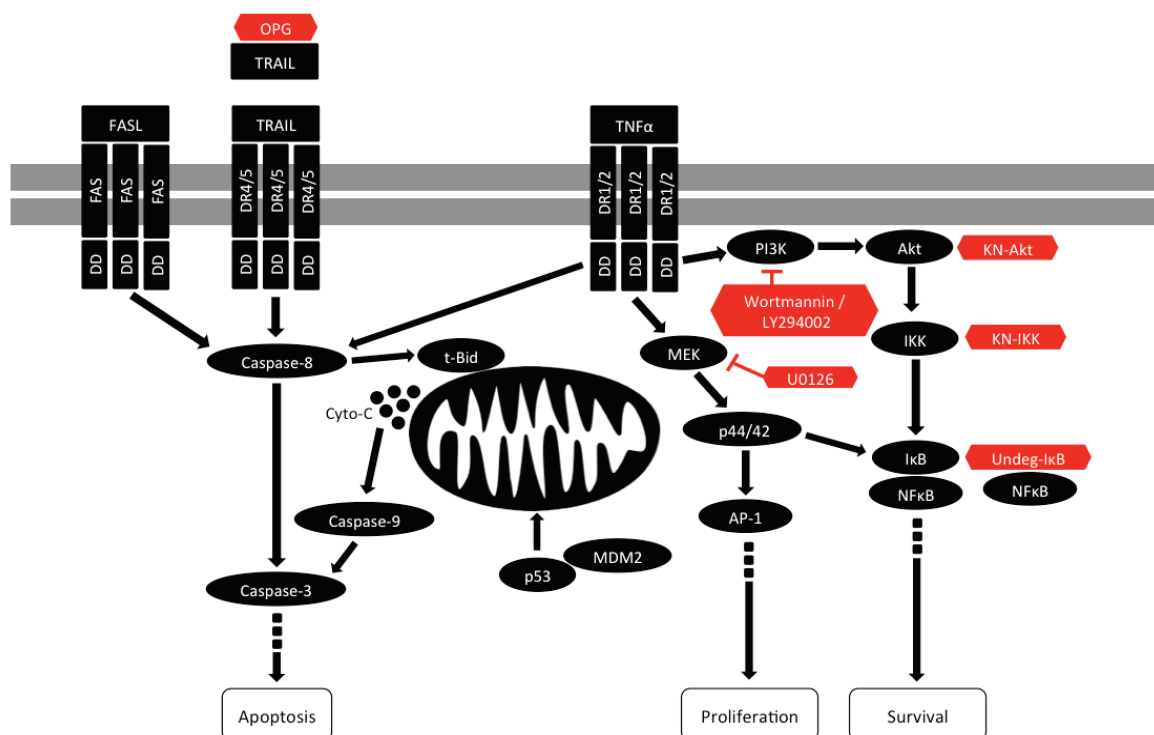 OPG
TRAIL
FASL
TRAIL
TNFα
FAS
FAS
FAS
DR4/5
DR4/5
DR4/5
DR1/2
DR1/2
DR1/2
DD
DD
DD
DD
DD
DD
DD
DD
DD
PI3K
Akt
KN-Akt
Wortmannin /
LY294002
Caspase-8
t-Bid
MEK
IKK
KN-IKK
U0126
Cyto-C
p44/42
IκB
Undeg-IκB
NFκB
NFκB
Caspase-9
AP-1
MDM2
p53
Caspase-3
Apoptosis
Proliferation
Survival